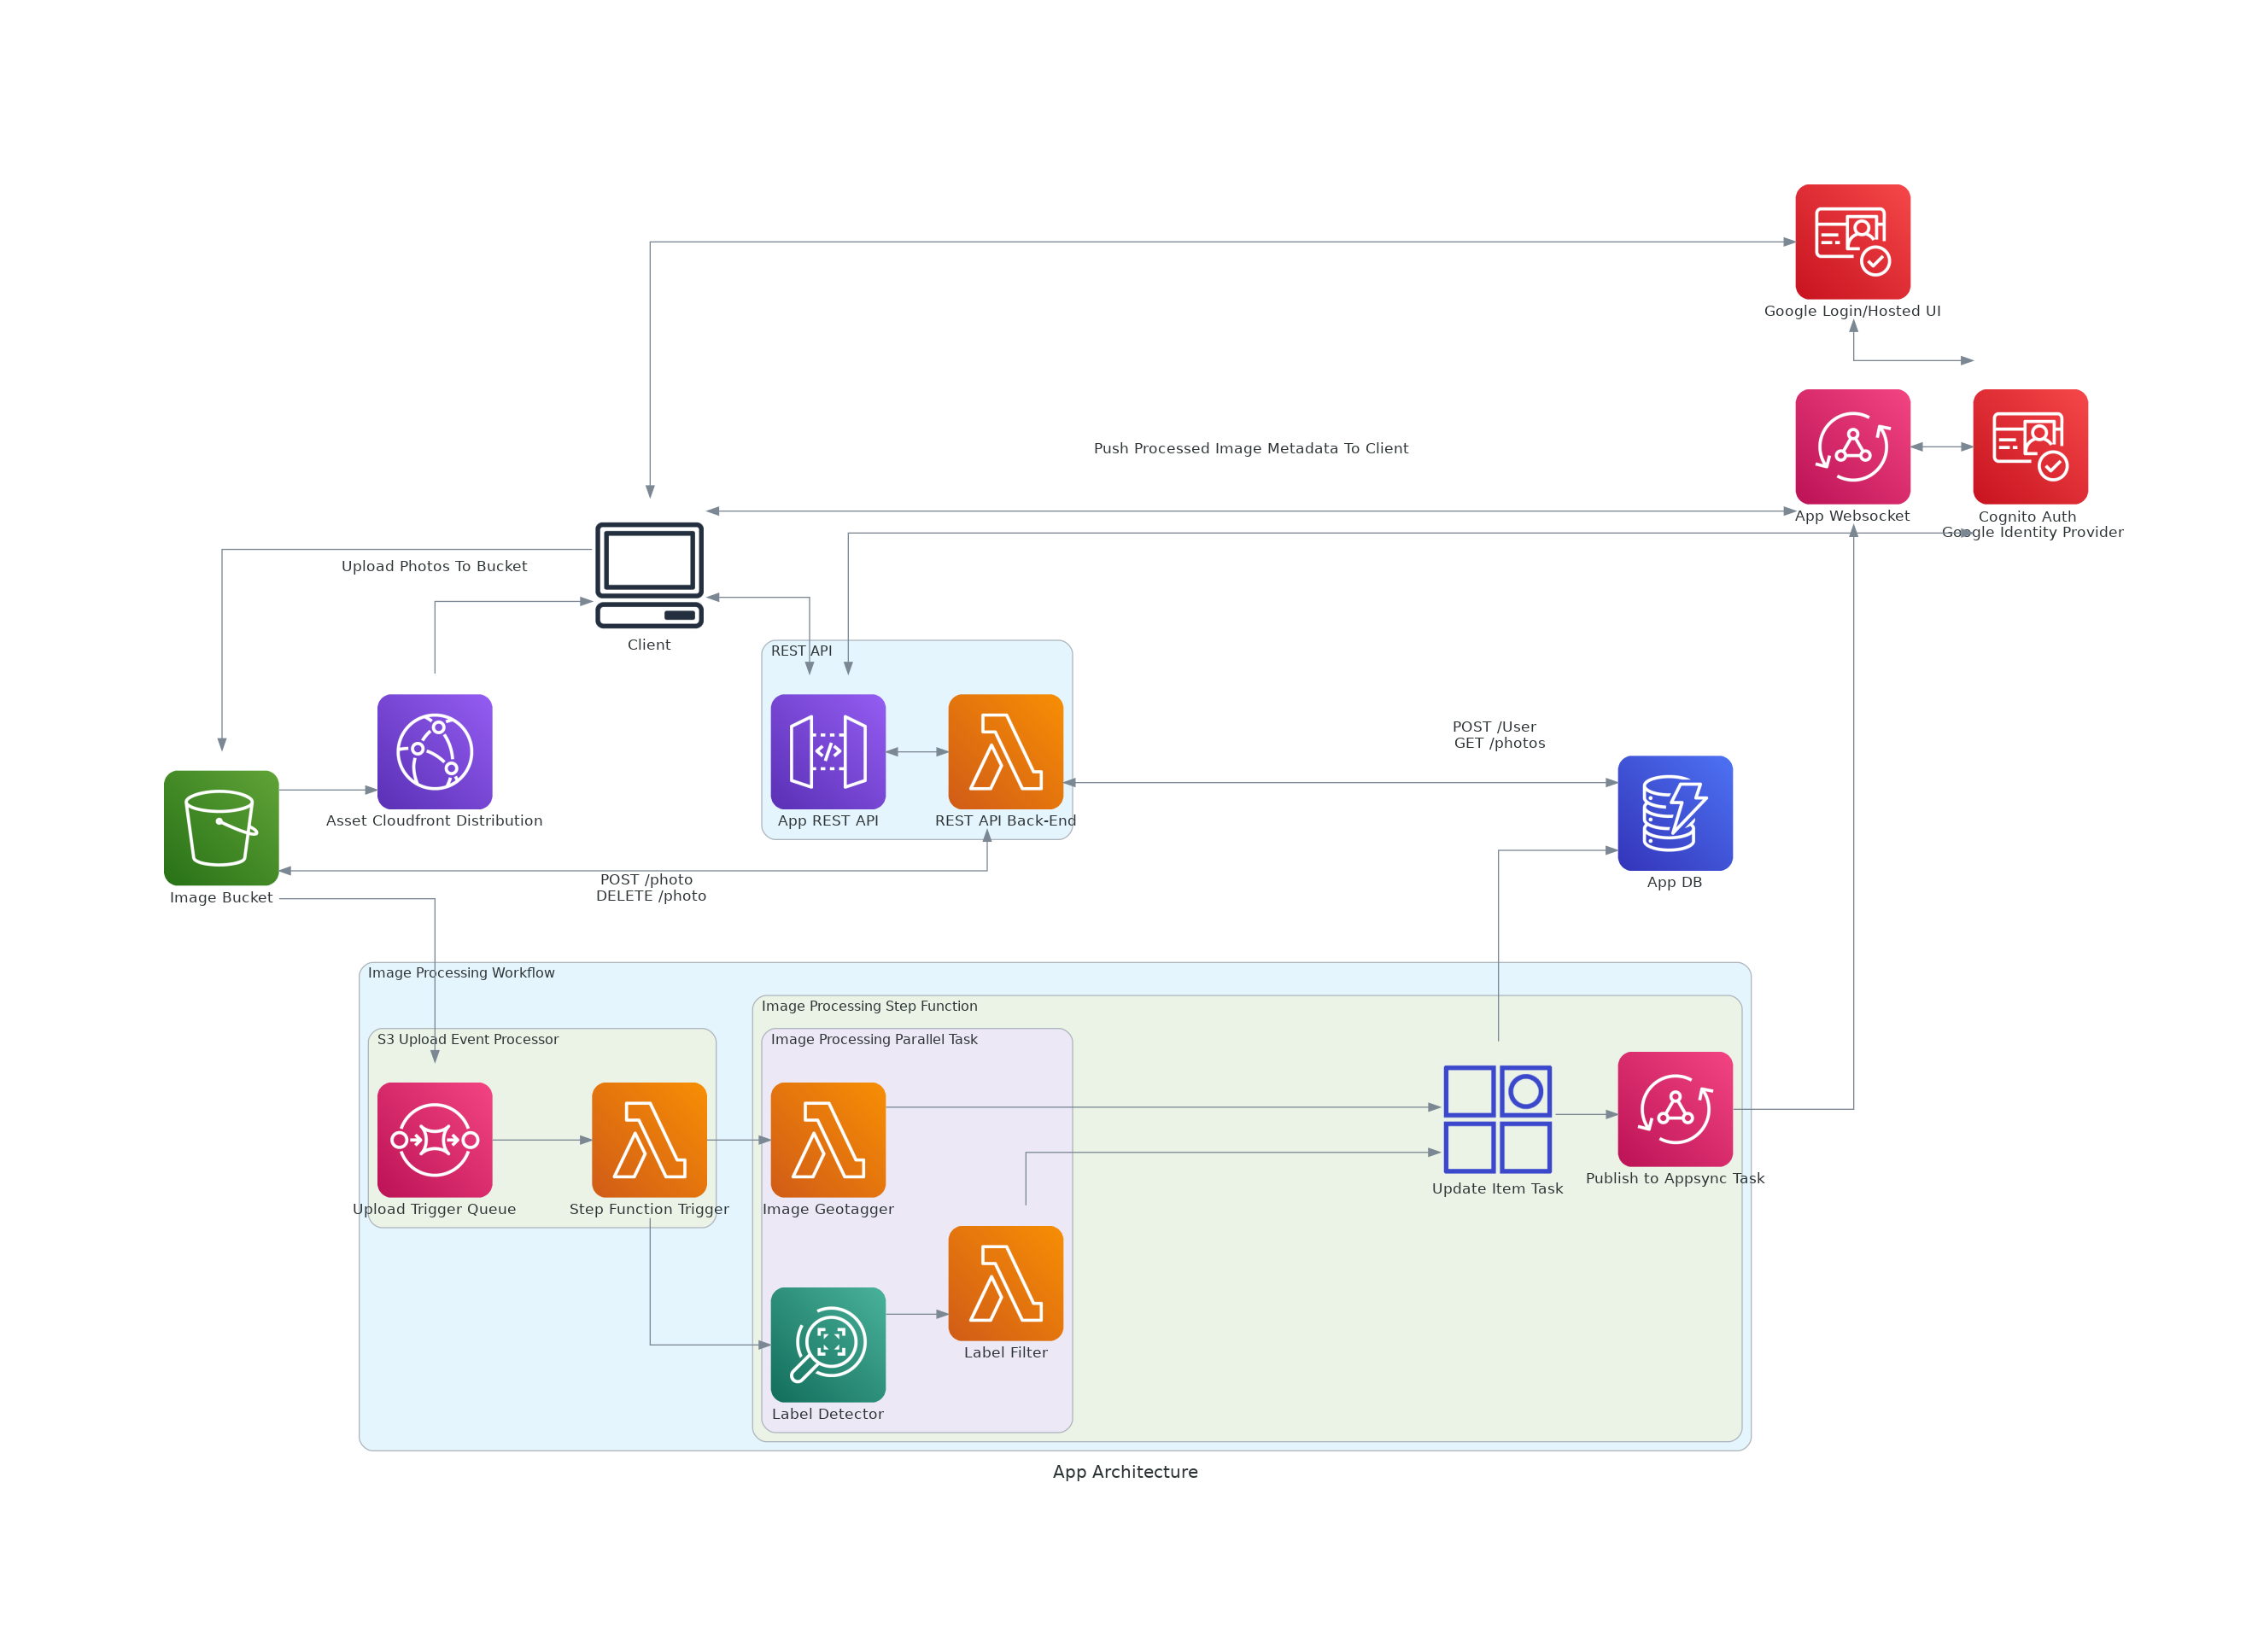 Google Login/Hosted UI
Push Processed Image Metadata To Client
App Websocket
Cognito Auth
Google Identity Provider
Upload Photos To Bucket
Client
REST API
POST /User
GET /photos
Asset Cloudfront Distribution
App REST API
REST API Back-End
POST /photo
DELETE /photo
App DB
Image Bucket
Image Processing Workflow
Image Processing Step Function
S3 Upload Event Processor
Image Processing Parallel Task
Upload Trigger Queue
Step Function Trigger
Image Geotagger
Update Item Task
Publish to Appsync Task
Label Filter
Label Detector
App Architecture